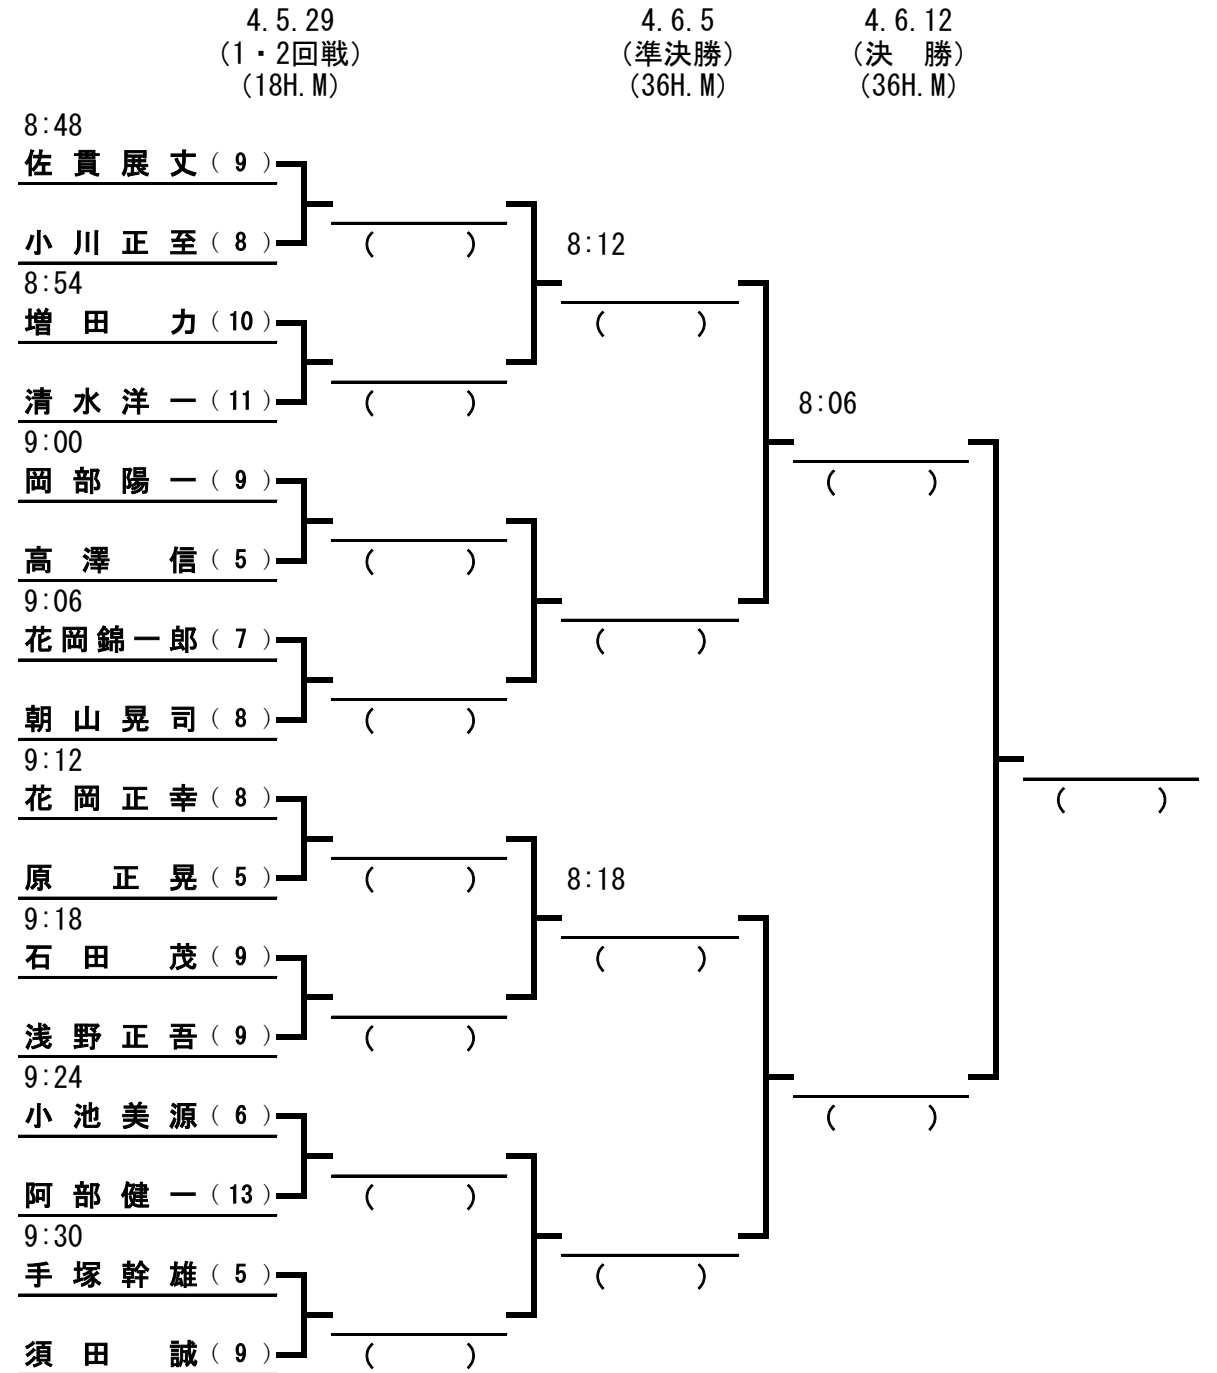 4.5.29 4.6.5 4.6.12
(1・2回戦) (準決勝) (決　勝)
(18H.M) (36H.M) (36H.M)
8:48
佐貫展丈(9)
( )
小川正至(8)
8:12
8:54
( )
増田　力(10)
( )
清水洋一(11)
8:06
9:00
岡部陽一(9)
( )
( )
高澤　信(5)
9:06
花岡錦一郎(7)
( )
( )
朝山晃司(8)
9:12
花岡正幸(8)
( )
( )
原　正晃(5)
8:18
9:18
石田　茂(9)
( )
( )
浅野正吾(9)
9:24
小池美源(6)
( )
( )
阿部健一(13)
9:30
手塚幹雄(5)
( )
( )
須田　誠(9)